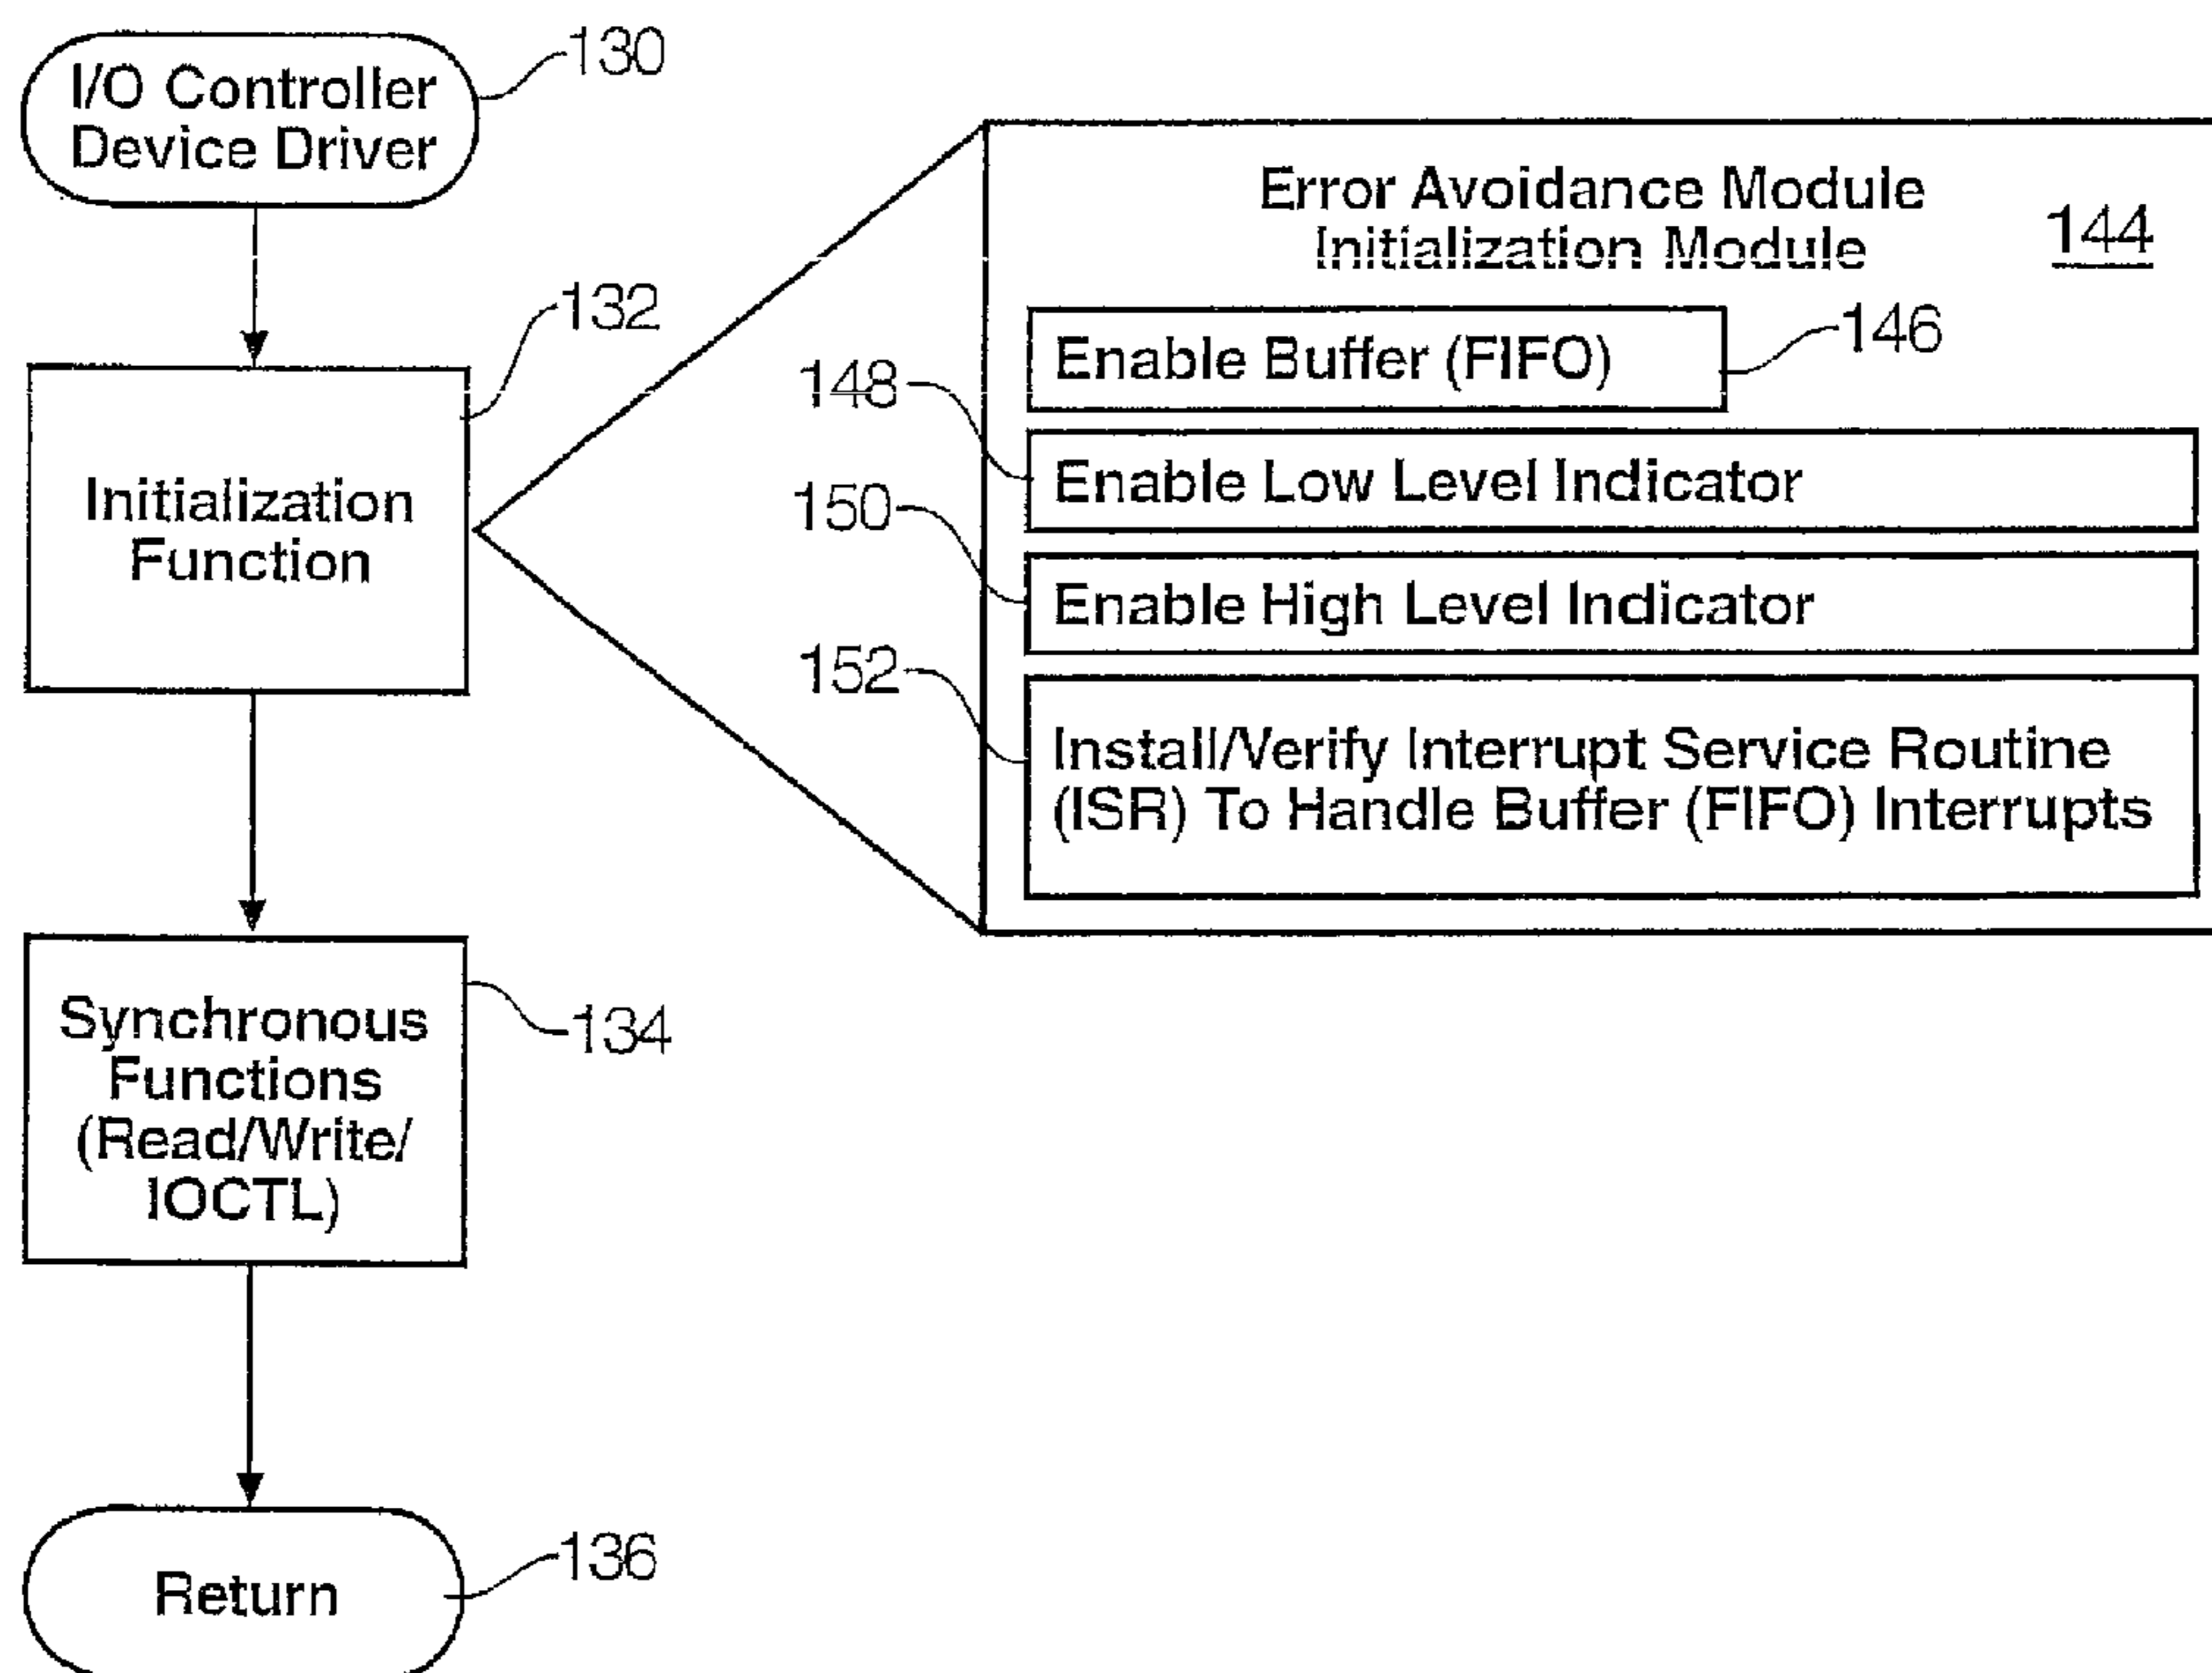 I/O Controller
Device Driver
130
132
Initialization
Function
Synchronous
Functions
(Read/Write/
IOCTL)
134
Return
136
Error Avoidance Module
Initialization Module
144
Enable Buffer (FIFO)
146
148
Enable Low Level Indicator
150
Enable High Level Indicator
152
Install/Verify Interrupt Service Routine
(ISR) To Handle Buffer (FIFO) Interrupts